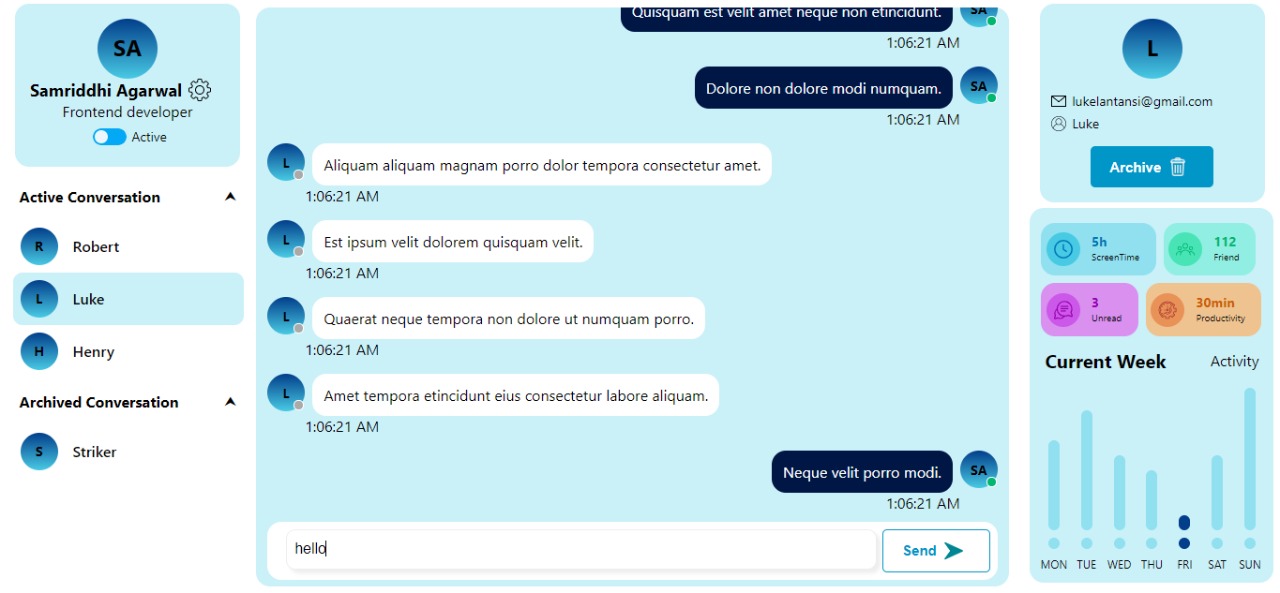 SA
Samriddhi Agarwal
Frontend developer
Active
Active Conversation
R Robert
L Luke
H Henry
Archived Conversation
S Striker
Quisquam est velit amet neque non etincidunt. SA
1:06:21 AM
Dolore non dolore modi numquam. SA
1:06:21 AM
L Aliquam aliquam magnam porro dolor tempora consectetur amet.
1:06:21 AM
L Est ipsum velit dolorem quisquam velit.
1:06:21 AM
L Quaerat neque tempora non dolore ut numquam porro.
1:06:21 AM
L Amet tempora etincidunt eius consectetur labore aliquam.
1:06:21 AM
Neque velit porro modi. SA
1:06:21 AM
hello Send
L
lukelantansi@gmail.com
Luke
Archive
5h
ScreenTime
112
Friend
3
Unread
30min
Productivity
Current Week Activity
MON TUE WED THU FRI SAT SUN